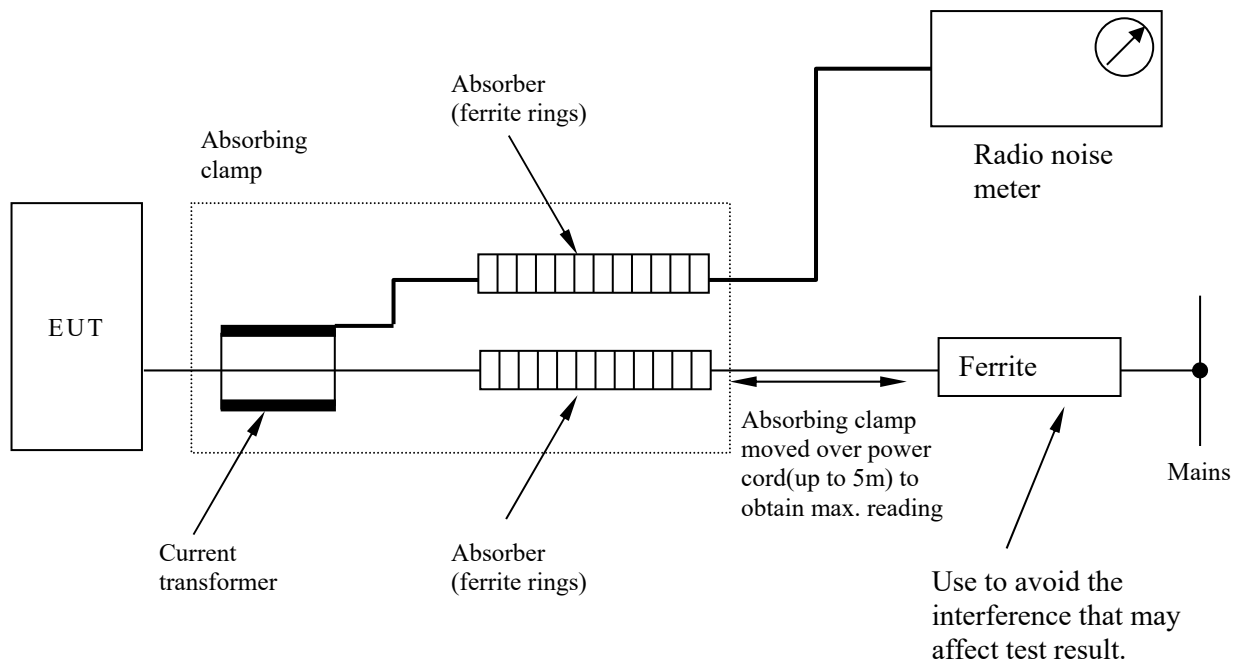 Absorber
(ferrite rings)
Absorbing
clamp
Radio noise
meter
EUT
Ferrite
Absorbing clamp
moved over power
cord(up to 5m) to
obtain max. reading
Mains
Current
transformer
Absorber
(ferrite rings)
Use to avoid the
interference that may
affect test result.